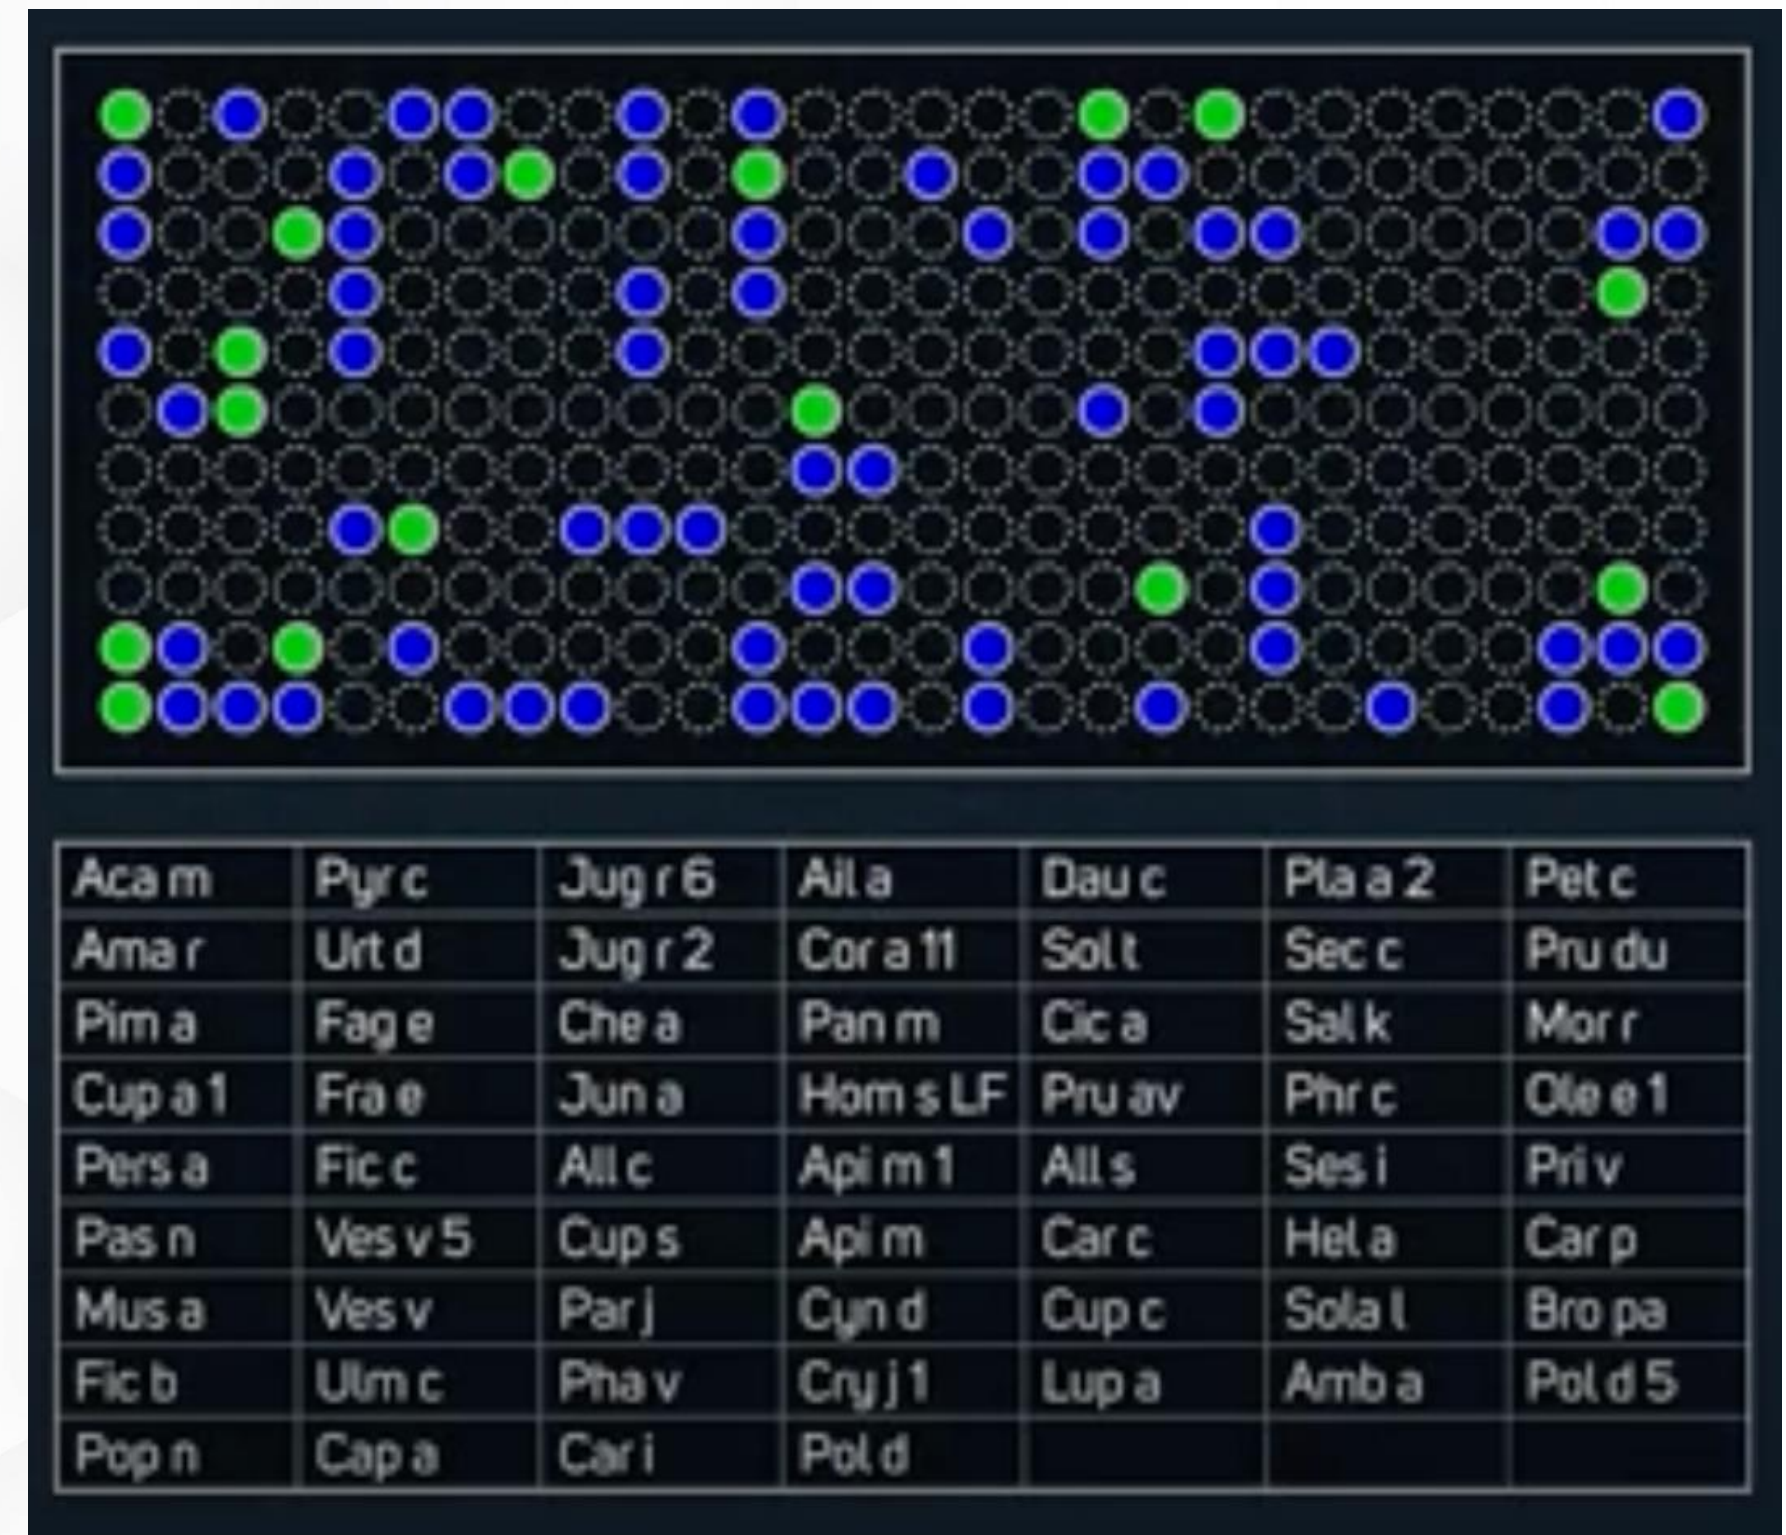 Aca m Pyr c Jug r 6 Ail a Dau c Pla a 2 Pet c
Ama r Urt d Jug r 2 Cor a 11 Sol t Sec c Pru du
Pim a Fag e Che a Pan m Cic a Sal k Mor r
Cup a 1 Fra e Jun a Hom s LF Pru av Phr c Ole e 1
Pers a Fic c All c Api m 1 All s Ses i Pri v
Pas n Ves v 5 Cup s Api m Car c Hel a Car p
Mus a Ves v Par j Cyn d Cup c Sola l Bro pa
Fic b Ulm c Pha v Cry j 1 Lup a Amb a Pol d 5
Pop n Cap a Car i Pol d